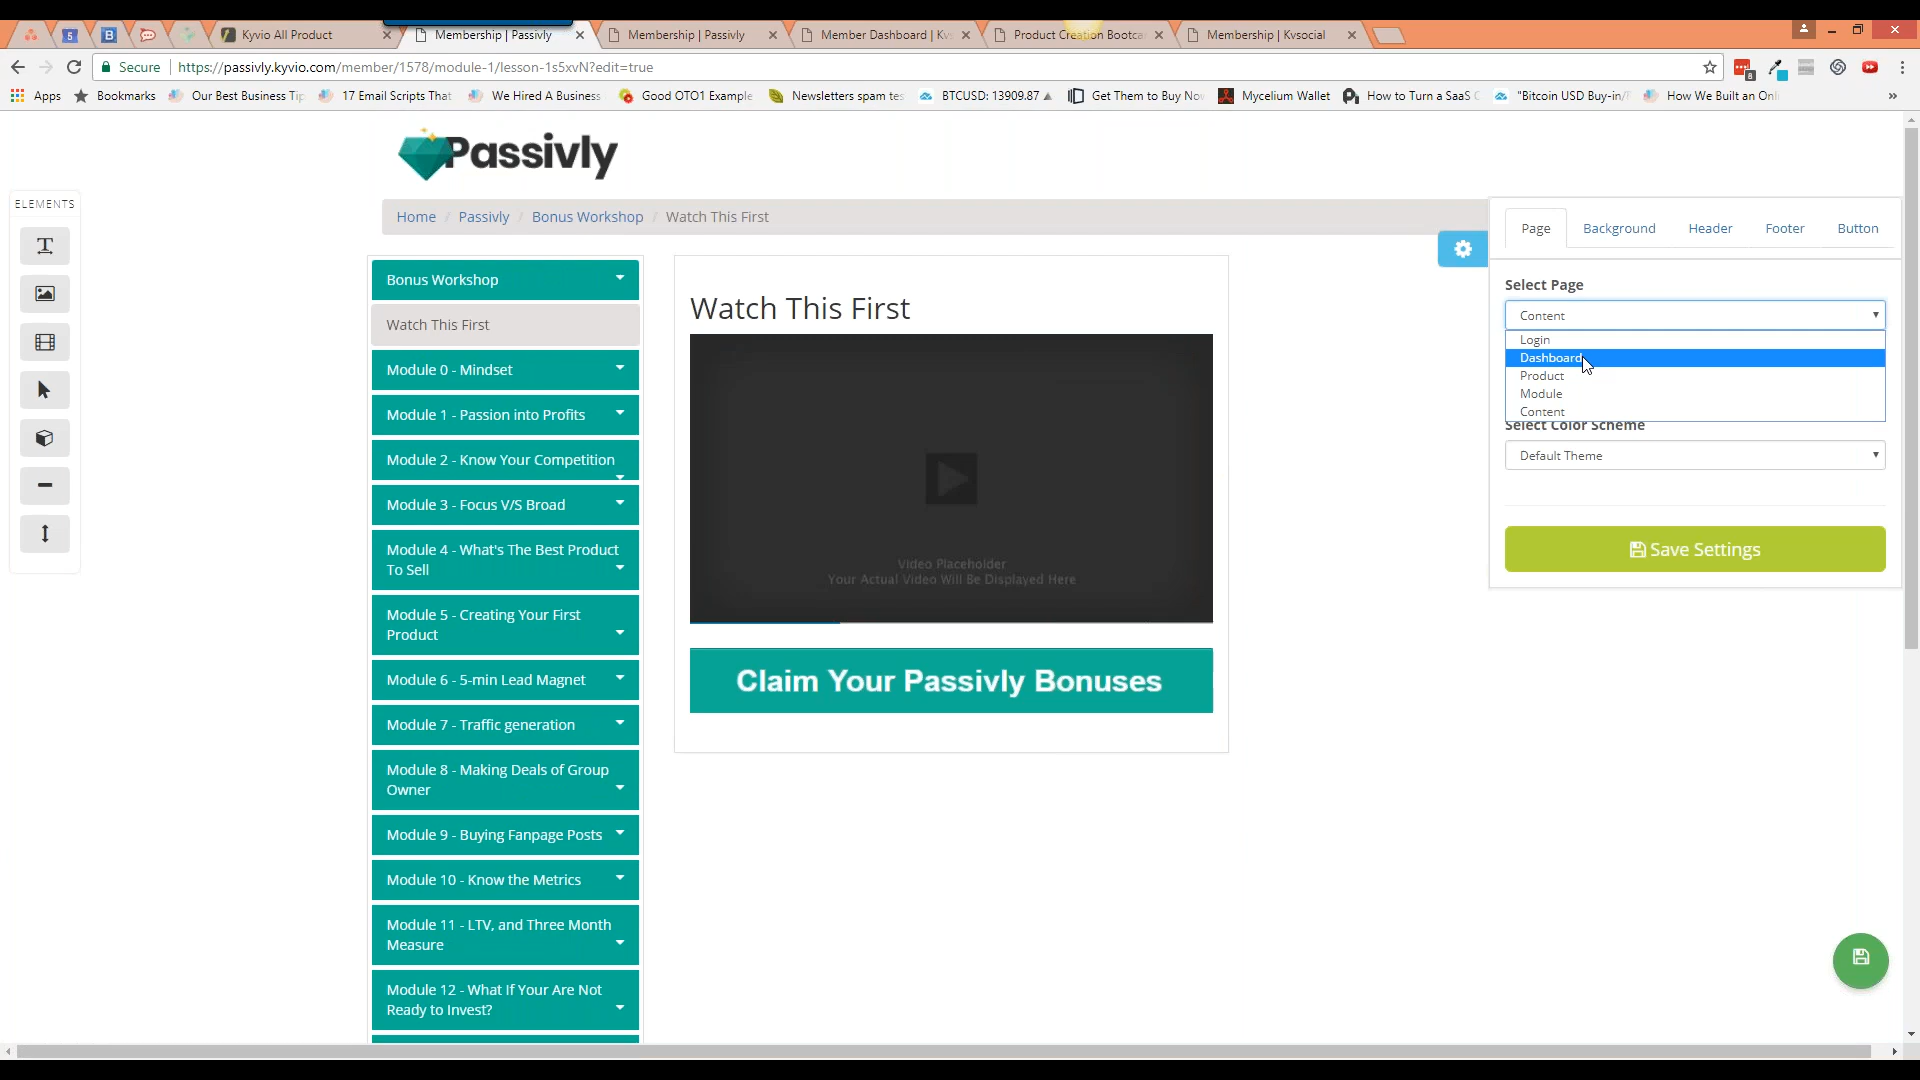 Kyvio All Product
Membership | Passivly
Membership | Passivly
Member Dashboard | Kv
Product Creation Bootca
Membership | Kvsocial
Secure
https://passivly.kyvio.com/member/1578/module-1/lesson-1s5xvN?edit=true
8
Apps
Bookmarks
Our Best Business Tip
17 Email Scripts That
We Hired A Business
Good OTO1 Example
Newsletters spam tes
BTCUSD: 13909.87
Get Them to Buy Now
Mycelium Wallet
How to Turn a SaaS
"Bitcoin USD Buy-in/
How We Built an Onli
»
Passivly
Home / Passivly / Bonus Workshop / Watch This First
ELEMENTS
Bonus Workshop
Watch This First
Module 0 - Mindset
Module 1 - Passion into Profits
Module 2 - Know Your Competition
Module 3 - Focus V/S Broad
Module 4 - What's The Best Product
To Sell
Module 5 - Creating Your First
Product
Module 6 - 5-min Lead Magnet
Module 7 - Traffic generation
Module 8 - Making Deals of Group
Owner
Module 9 - Buying Fanpage Posts
Module 10 - Know the Metrics
Module 11 - LTV, and Three Month
Measure
Module 12 - What If Your Are Not
Ready to Invest?
Watch This First
Video Placeholder
Your Actual Video Will Be Displayed Here
Claim Your Passivly Bonuses
Page
Background
Header
Footer
Button
Select Page
Content
Login
Dashboard
Product
Module
Content
Select Color Scheme
Default Theme
Save Settings